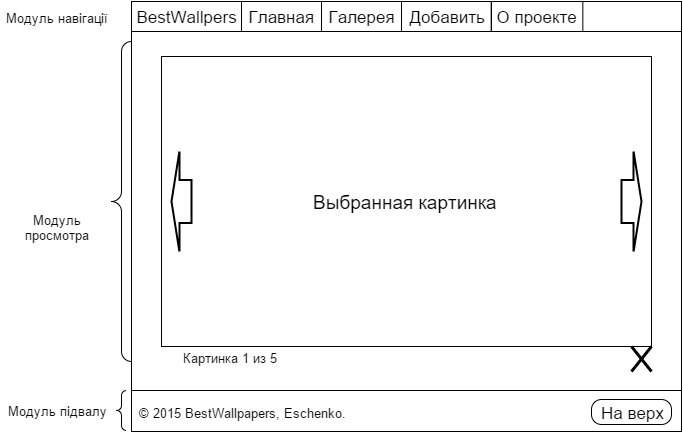 Модуль навігації
BestWallpers Главная Галерея Добавить О проекте
Модуль
просмотра
Выбранная картинка
Картинка 1 из 5
Модуль підвалу
© 2015 BestWallpapers, Eschenko.
На верх